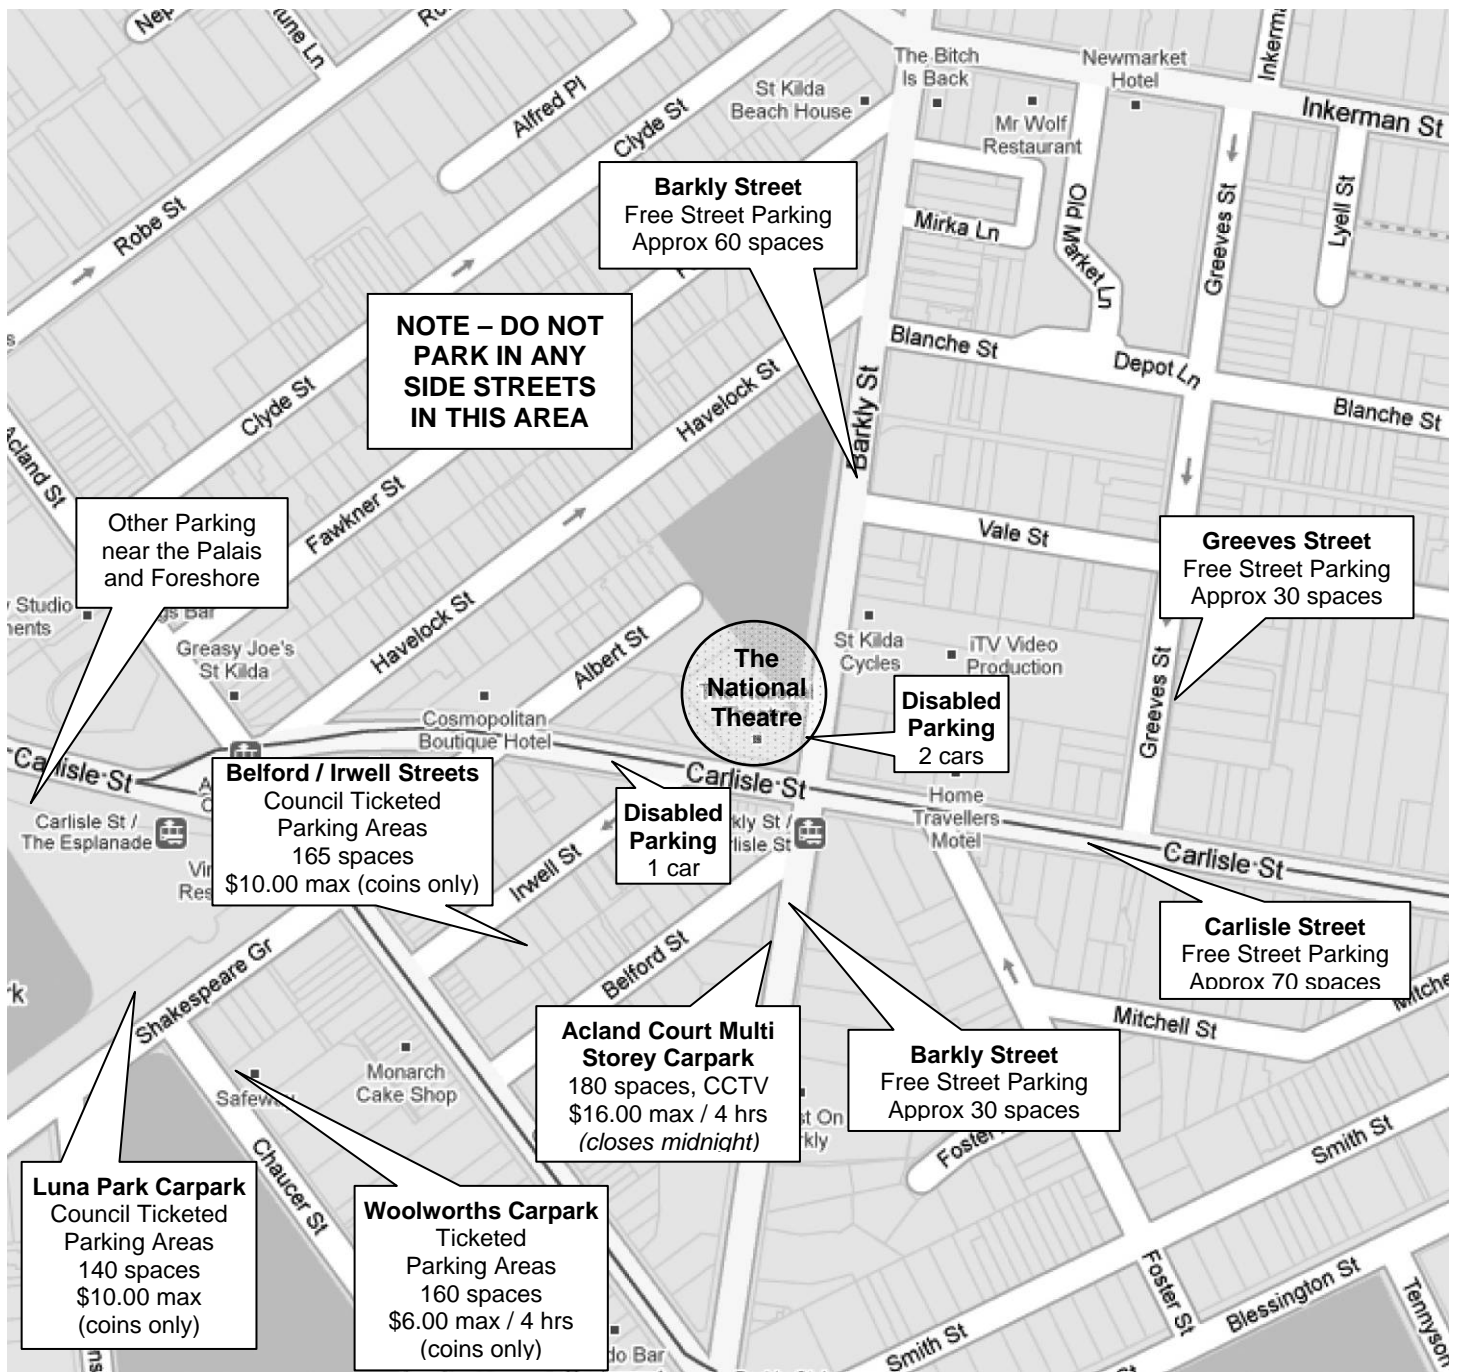 The Bitch
Is Back
Newmarket
Hotel
St Kilda
Beach House
Mr Wolf
Restaurant
Inkerman St
Alfred Pl
Clyde St
Robe St
Mirka Ln
Old Market Ln
Greeves St
Lyell St
Barkly Street
Free Street Parking
Approx 60 spaces
NOTE – DO NOT
PARK IN ANY
SIDE STREETS
IN THIS AREA
Blanche St
Depot Ln
Blanche St
Clyde St
Havelock St
Barkly St
Acland St
Fawkner St
Vale St
Other Parking
near the Palais
and Foreshore
Greeves Street
Free Street Parking
Approx 30 spaces
Greasy Joe's
St Kilda
Havelock St
Albert St
The
National
Theatre
St Kilda
Cycles
iTV Video
Production
Greeves St
Disabled
Parking
2 cars
Cosmopolitan
Boutique Hotel
Carlisle St
Carlisle St
Carlisle St /
The Esplanade
Belford / Irwell Streets
Council Ticketed
Parking Areas
165 spaces
$10.00 max (coins only)
Disabled
Parking
1 car
Home
Travellers
Motel
Irwell St
Carlisle St
Carlisle Street
Free Street Parking
Approx 70 spaces
Belford St
Shakespeare Gr
Mitchell St
Acland Court Multi
Storey Carpark
180 spaces, CCTV
$16.00 max / 4 hrs
(closes midnight)
Barkly Street
Free Street Parking
Approx 30 spaces
Monarch
Cake Shop
Safeway
Chaucer St
Smith St
Luna Park Carpark
Council Ticketed
Parking Areas
140 spaces
$10.00 max
(coins only)
Woolworths Carpark
Ticketed
Parking Areas
160 spaces
$6.00 max / 4 hrs
(coins only)
Foster St
Blessington St
Tennyson
Smith St